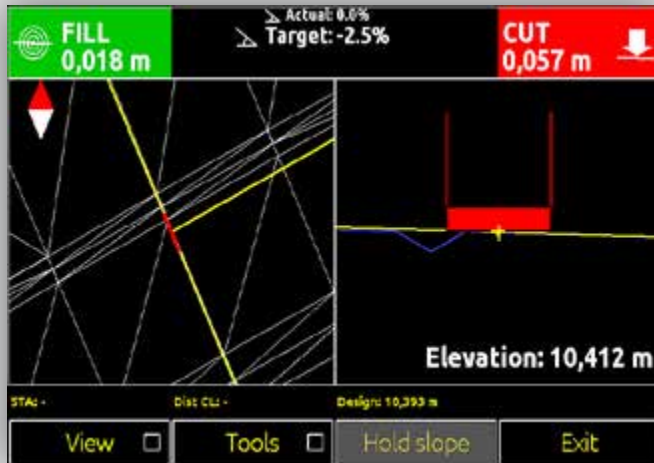 FILL
0,018 m
Actual: 0.0%
Target: -2.5%
CUT
0,057 m
Elevation: 10,412 m
STA: -
Dist CL: -
Design: 10,393 m
View
Tools
Hold slope
Exit